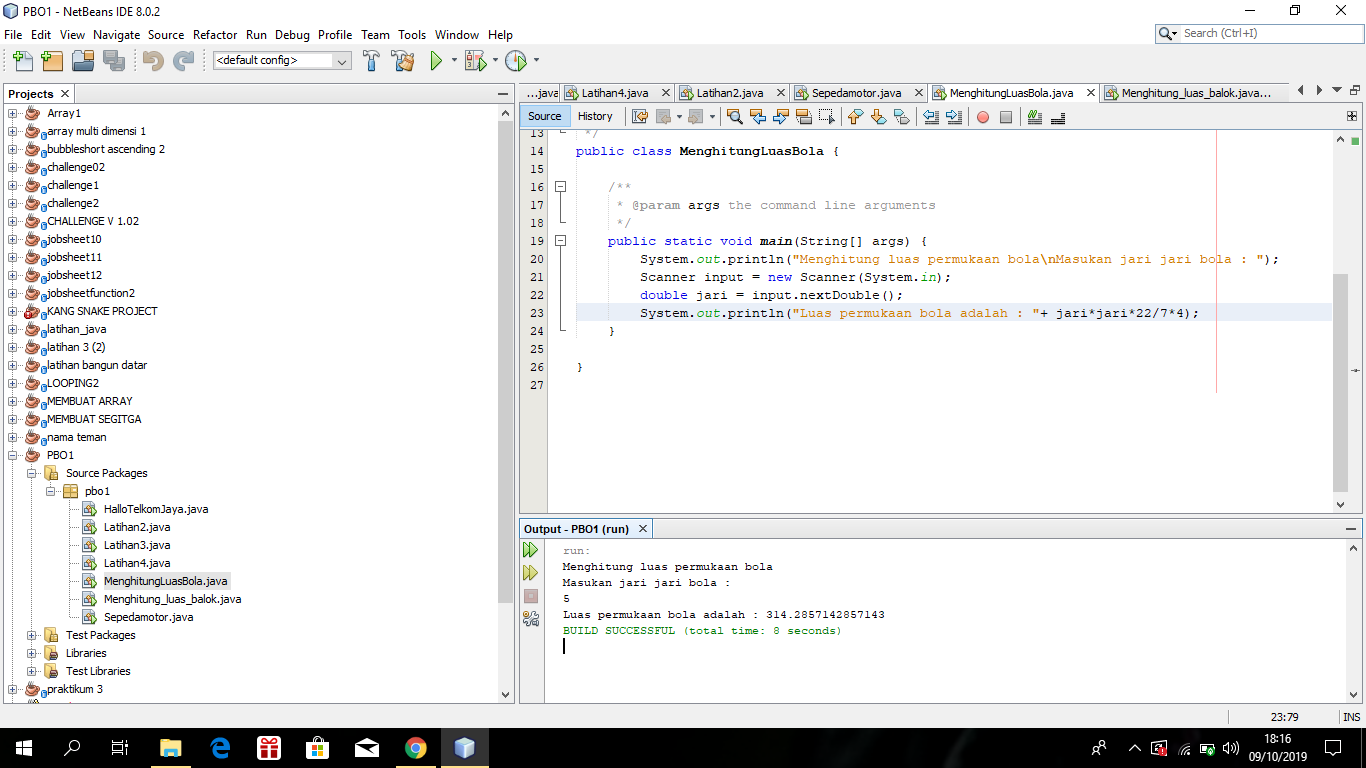 PBO1 - NetBeans IDE 8.0.2
File Edit View Navigate Source Refactor Run Debug Profile Team Tools Window Help
Search (Ctrl+I)
<default config>
Projects
Array1
array multi dimensi 1
bubbleshort ascending 2
challenge02
challenge1
challenge2
CHALLENGE V 1.02
jobsheet10
jobsheet11
jobsheet12
jobsheetfunction2
KANG SNAKE PROJECT
latihan_java
latihan 3 (2)
latihan bangun datar
LOOPING2
MEMBUAT ARRAY
MEMBUAT SEGITGA
nama teman
PBO1
Source Packages
pbo1
HalloTelkomJaya.java
Latihan2.java
Latihan3.java
Latihan4.java
MenghitungLuasBola.java
Menghitung_luas_balok.java
Sepedamotor.java
Test Packages
Libraries
Test Libraries
praktikum 3
...java Latihan4.java Latihan2.java Sepedamotor.java MenghitungLuasBola.java Menghitung_luas_balok.java...
Source History
13 */
14 public class MenghitungLuasBola {
15
16 /**
17 * @param args the command line arguments
18 */
19 public static void main(String[] args) {
20 System.out.println("Menghitung luas permukaan bola\nMasukan jari jari bola : ");
21 Scanner input = new Scanner(System.in);
22 double jari = input.nextDouble();
23 System.out.println("Luas permukaan bola adalah : "+ jari*jari*22/7*4);
24 }
25
26 }
27
Output - PBO1 (run)
run:
Menghitung luas permukaan bola
Masukan jari jari bola :
5
Luas permukaan bola adalah : 314.2857142857143
BUILD SUCCESSFUL (total time: 8 seconds)
23:79 INS
18:16
09/10/2019